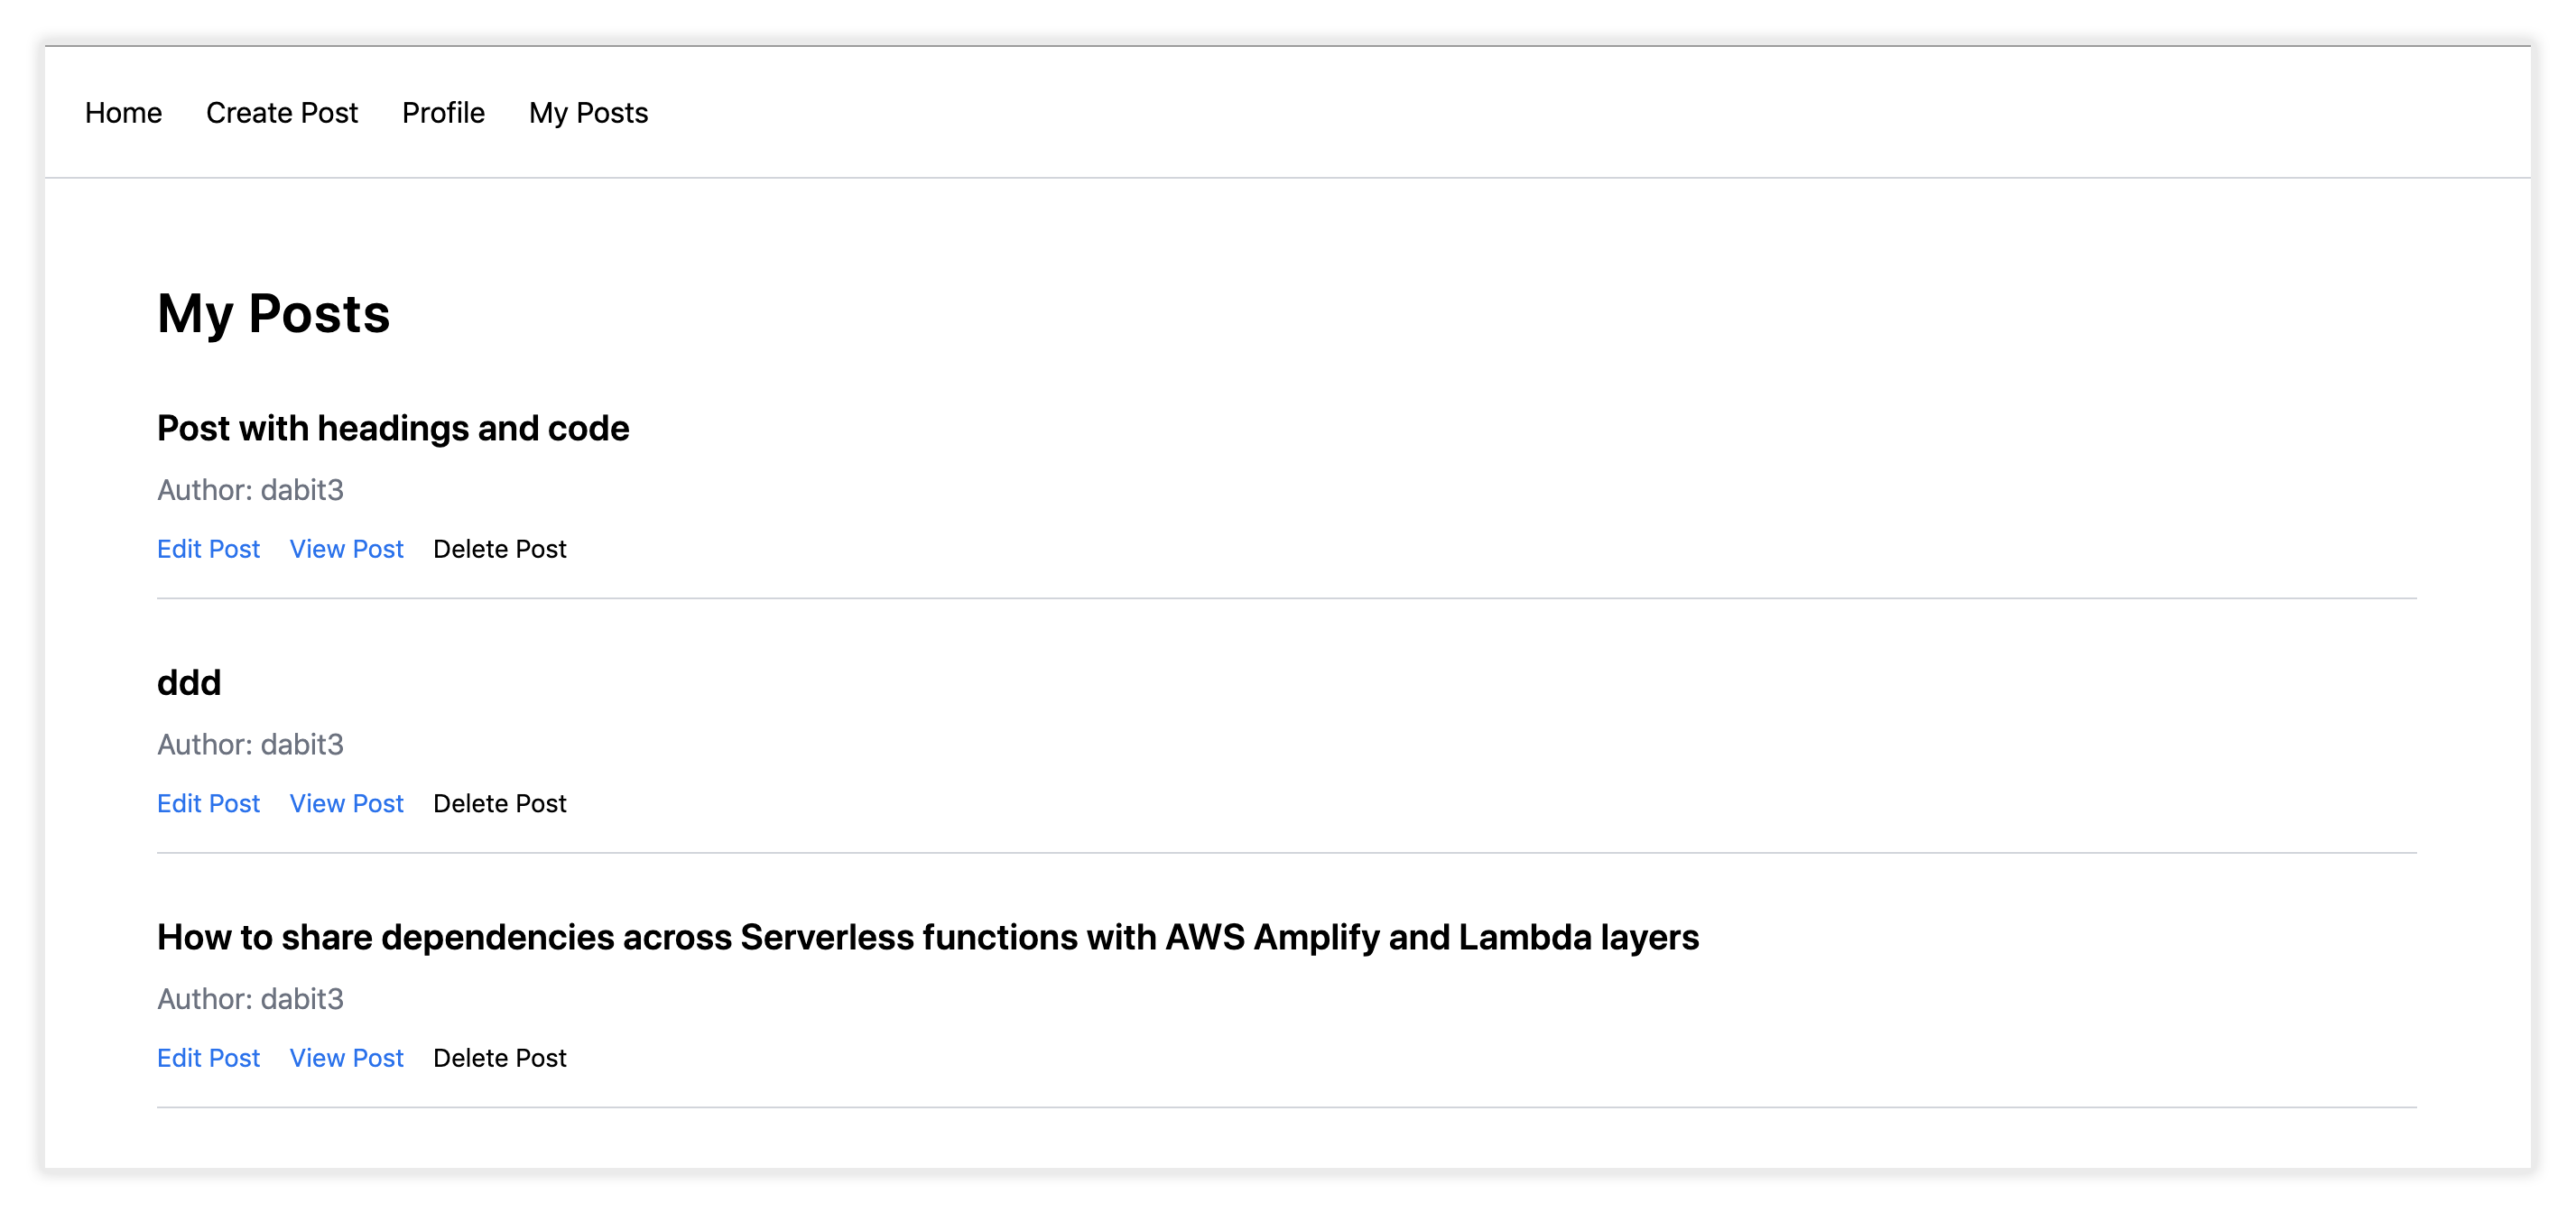 Home Create Post Profile My Posts
My Posts
Post with headings and code
Author: dabit3
Edit Post View Post Delete Post
ddd
Author: dabit3
Edit Post View Post Delete Post
How to share dependencies across Serverless functions with AWS Amplify and Lambda layers
Author: dabit3
Edit Post View Post Delete Post